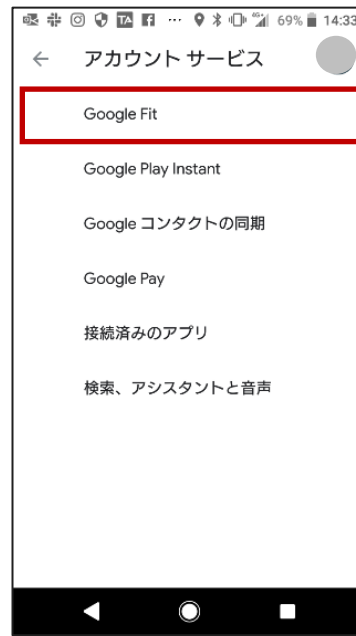 69% 14:33
アカウント サービス
Google Fit
Google Play Instant
Google コンタクトの同期
Google Pay
接続済みのアプリ
検索、アシスタントと音声